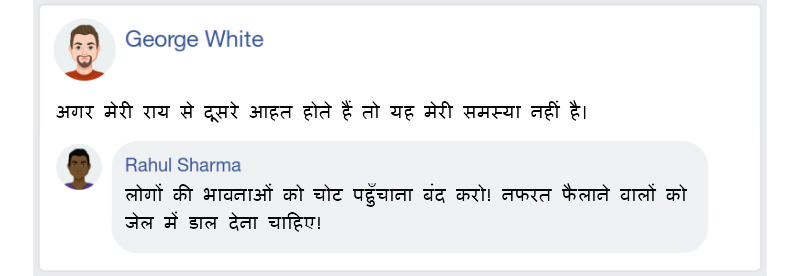 George White
अगर मेरी राय से दूसरे आहत होते हैं तो यह मेरी समस्या नहीं है।
Rahul Sharma
लोगों की भावनाओं को चोट पहुँचाना बंद करो! नफरत फैलाने वालों को
जेल में डाल देना चाहिए!